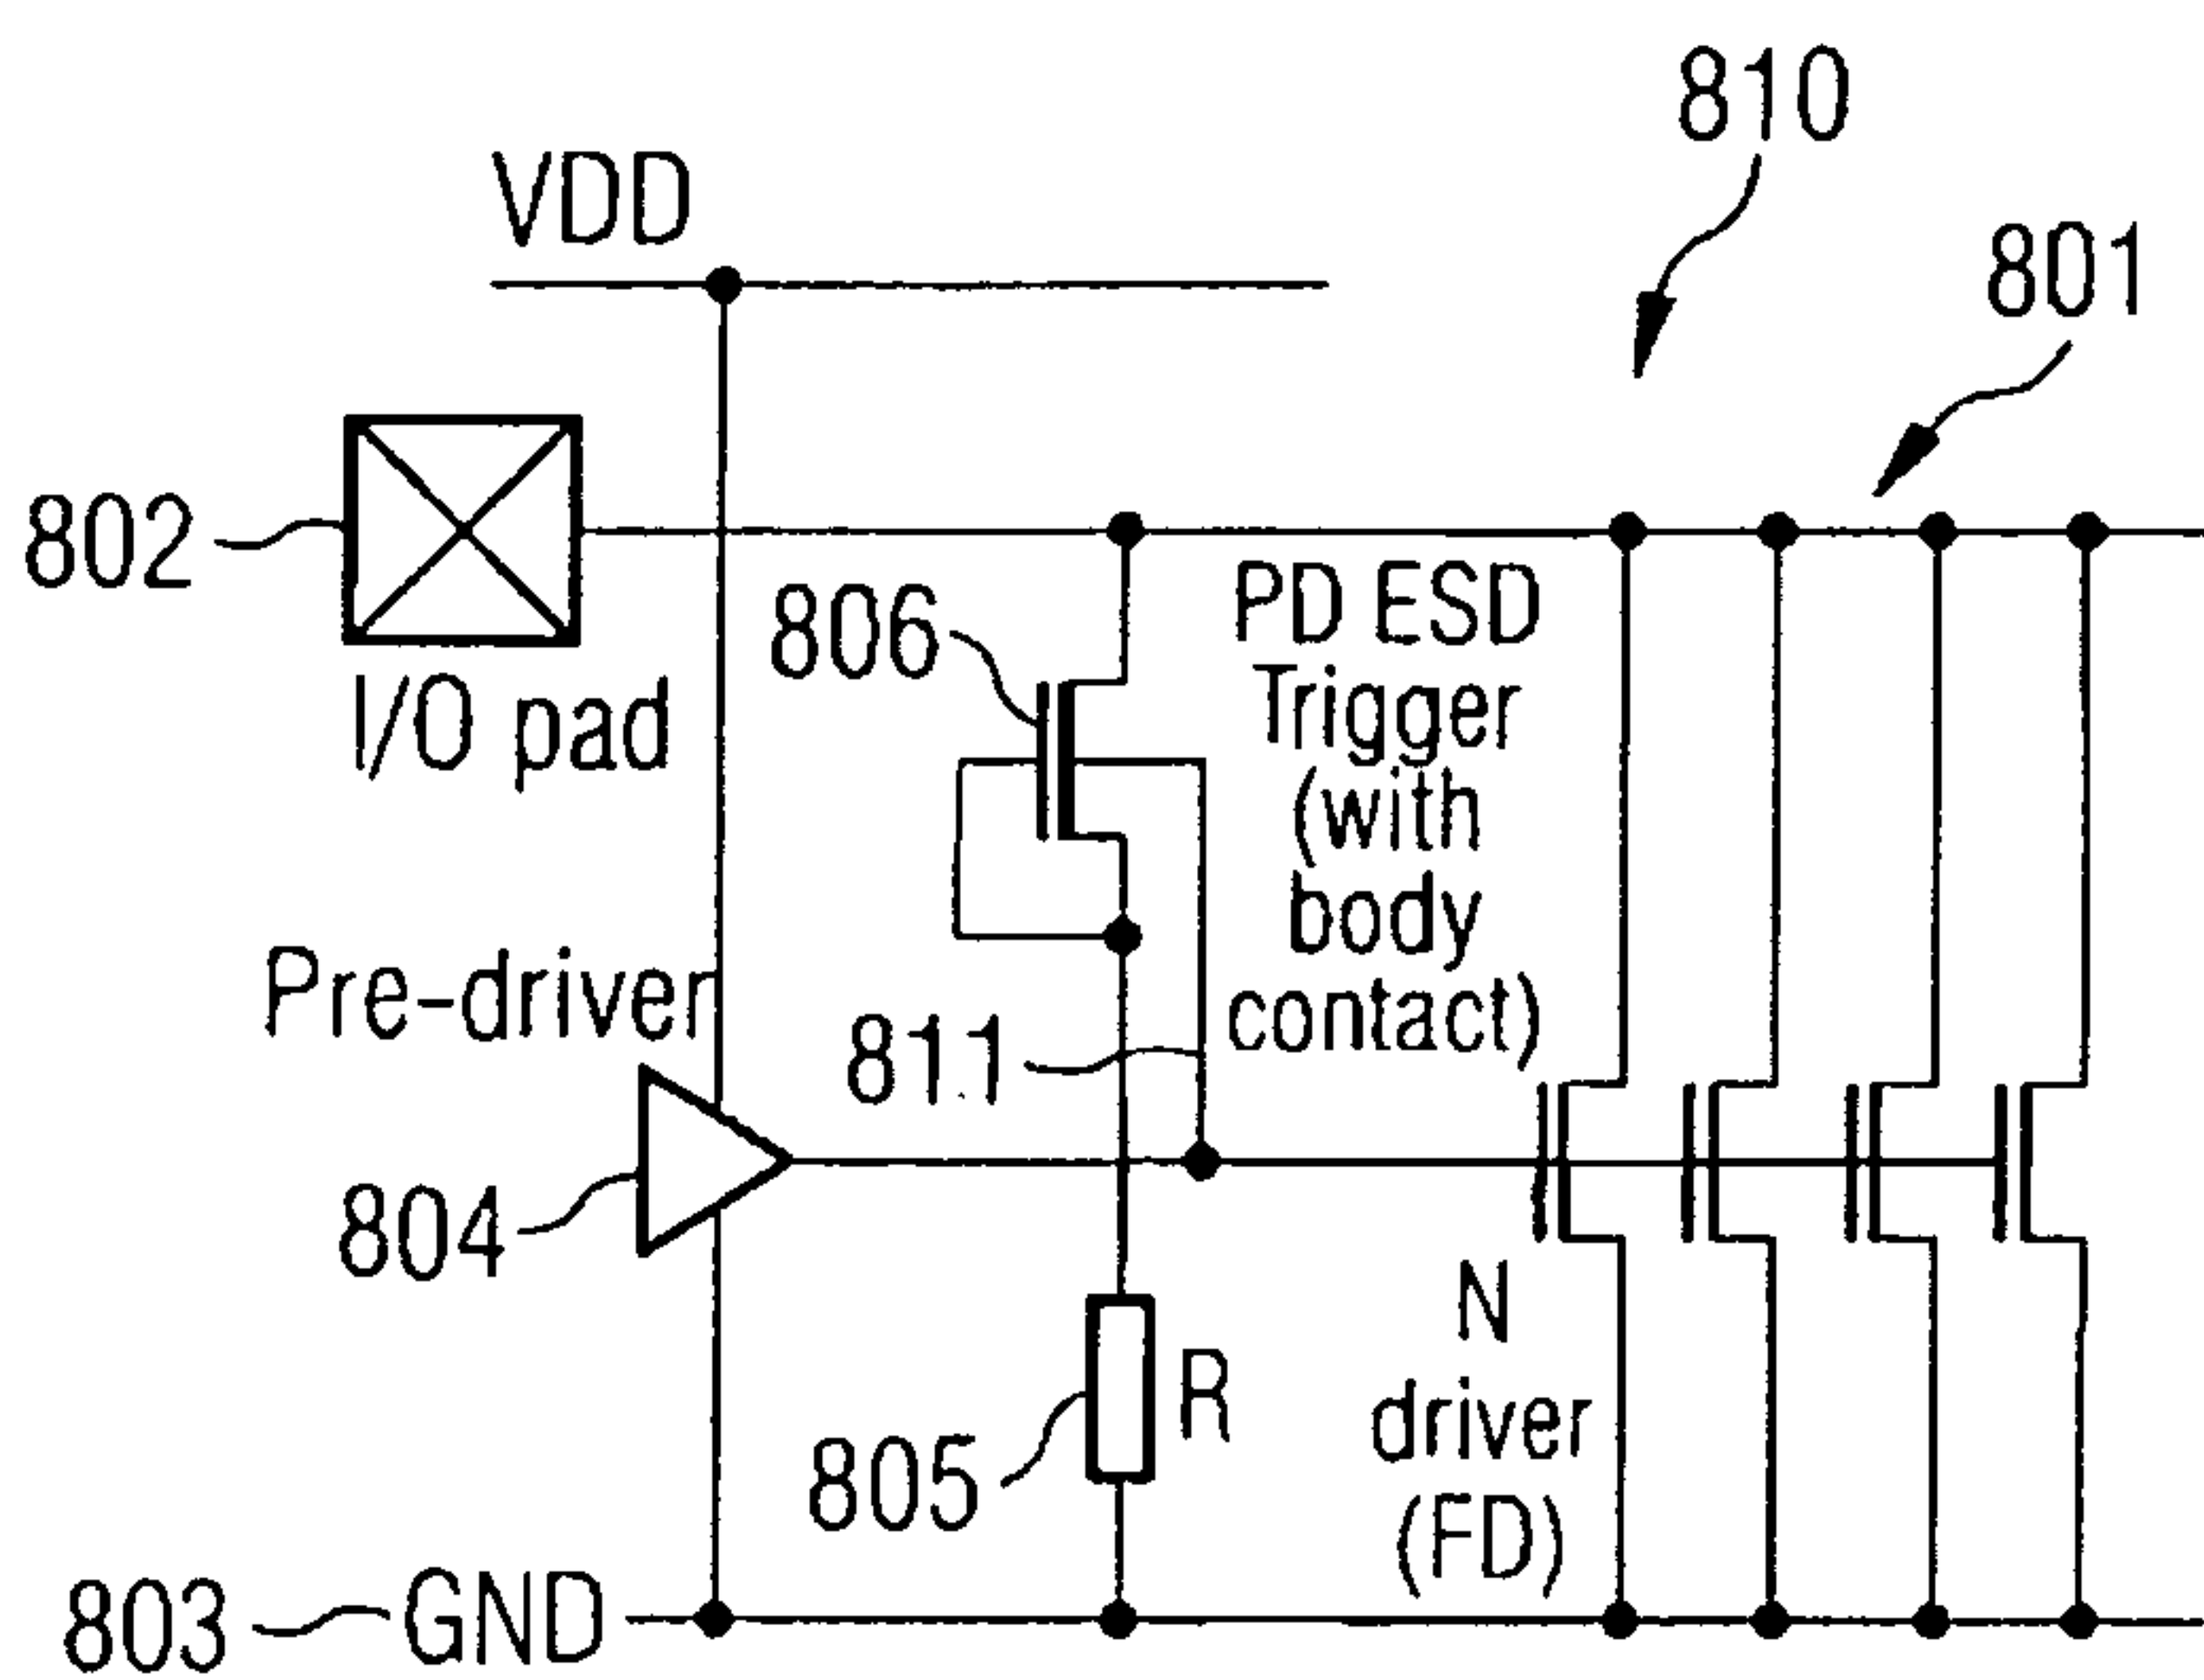 810
VDD
801
802
I/O pad
806
PD ESD
Trigger
(with
body
contact)
Pre-driver
811
804
N
driver
(FD)
R
805
803
GND